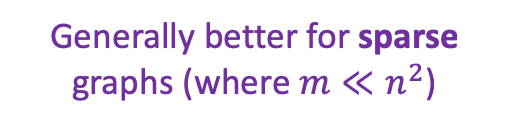 Generally better for sparse
graphs (where m ≪ n²)